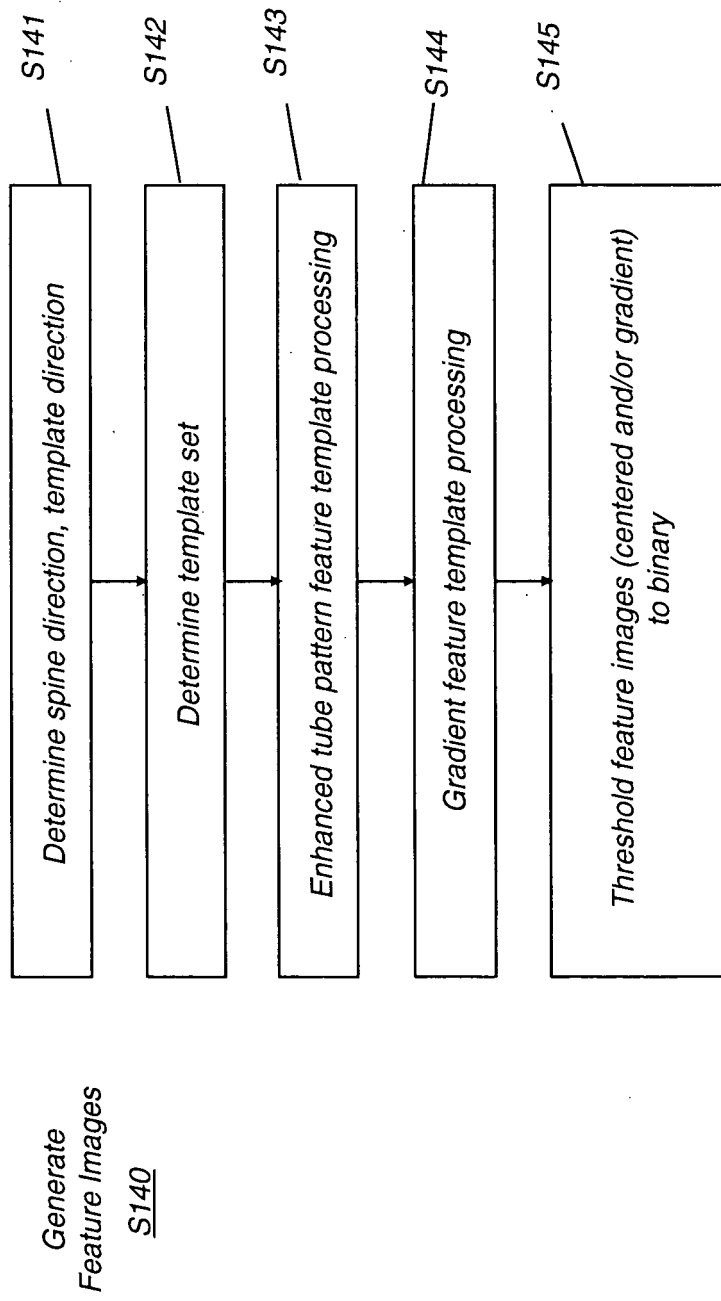 Generate
Feature Images
S140
Determine spine direction, template direction
S141
Determine template set
S142
Enhanced tube pattern feature template processing
S143
Gradient feature template processing
S144
Threshold feature images (centered and/or gradient)
to binary
S145